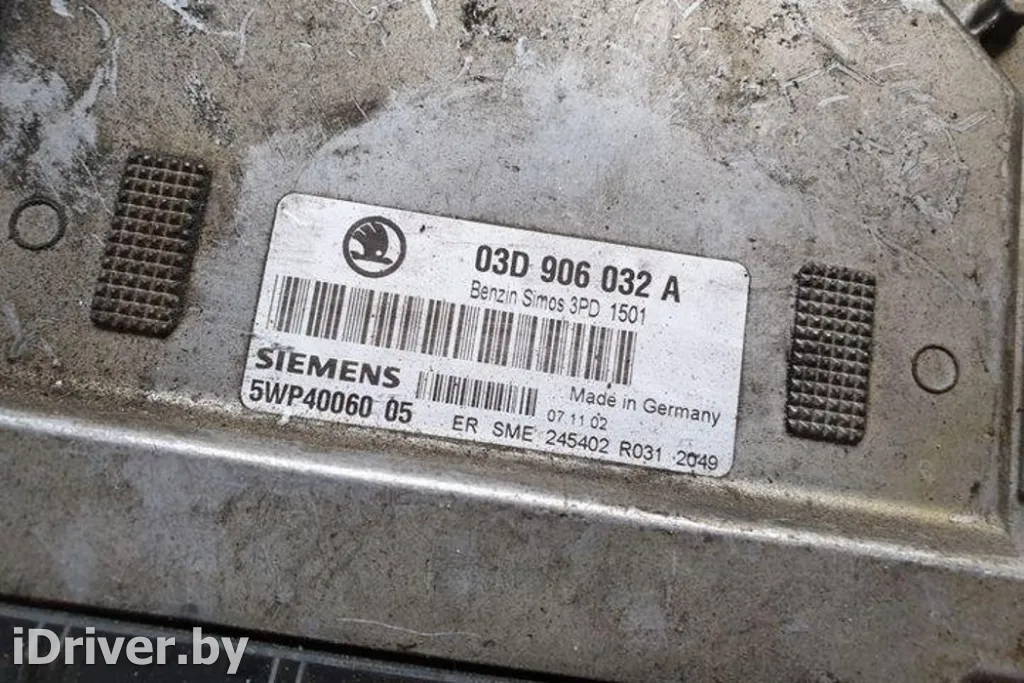 03D 906 032 A
Benzin Simos 3PD 1501
SIEMENS
5WP40060 05
Made in Germany
07.11.02
ER SME 245402 R031 2049
iDriver.by